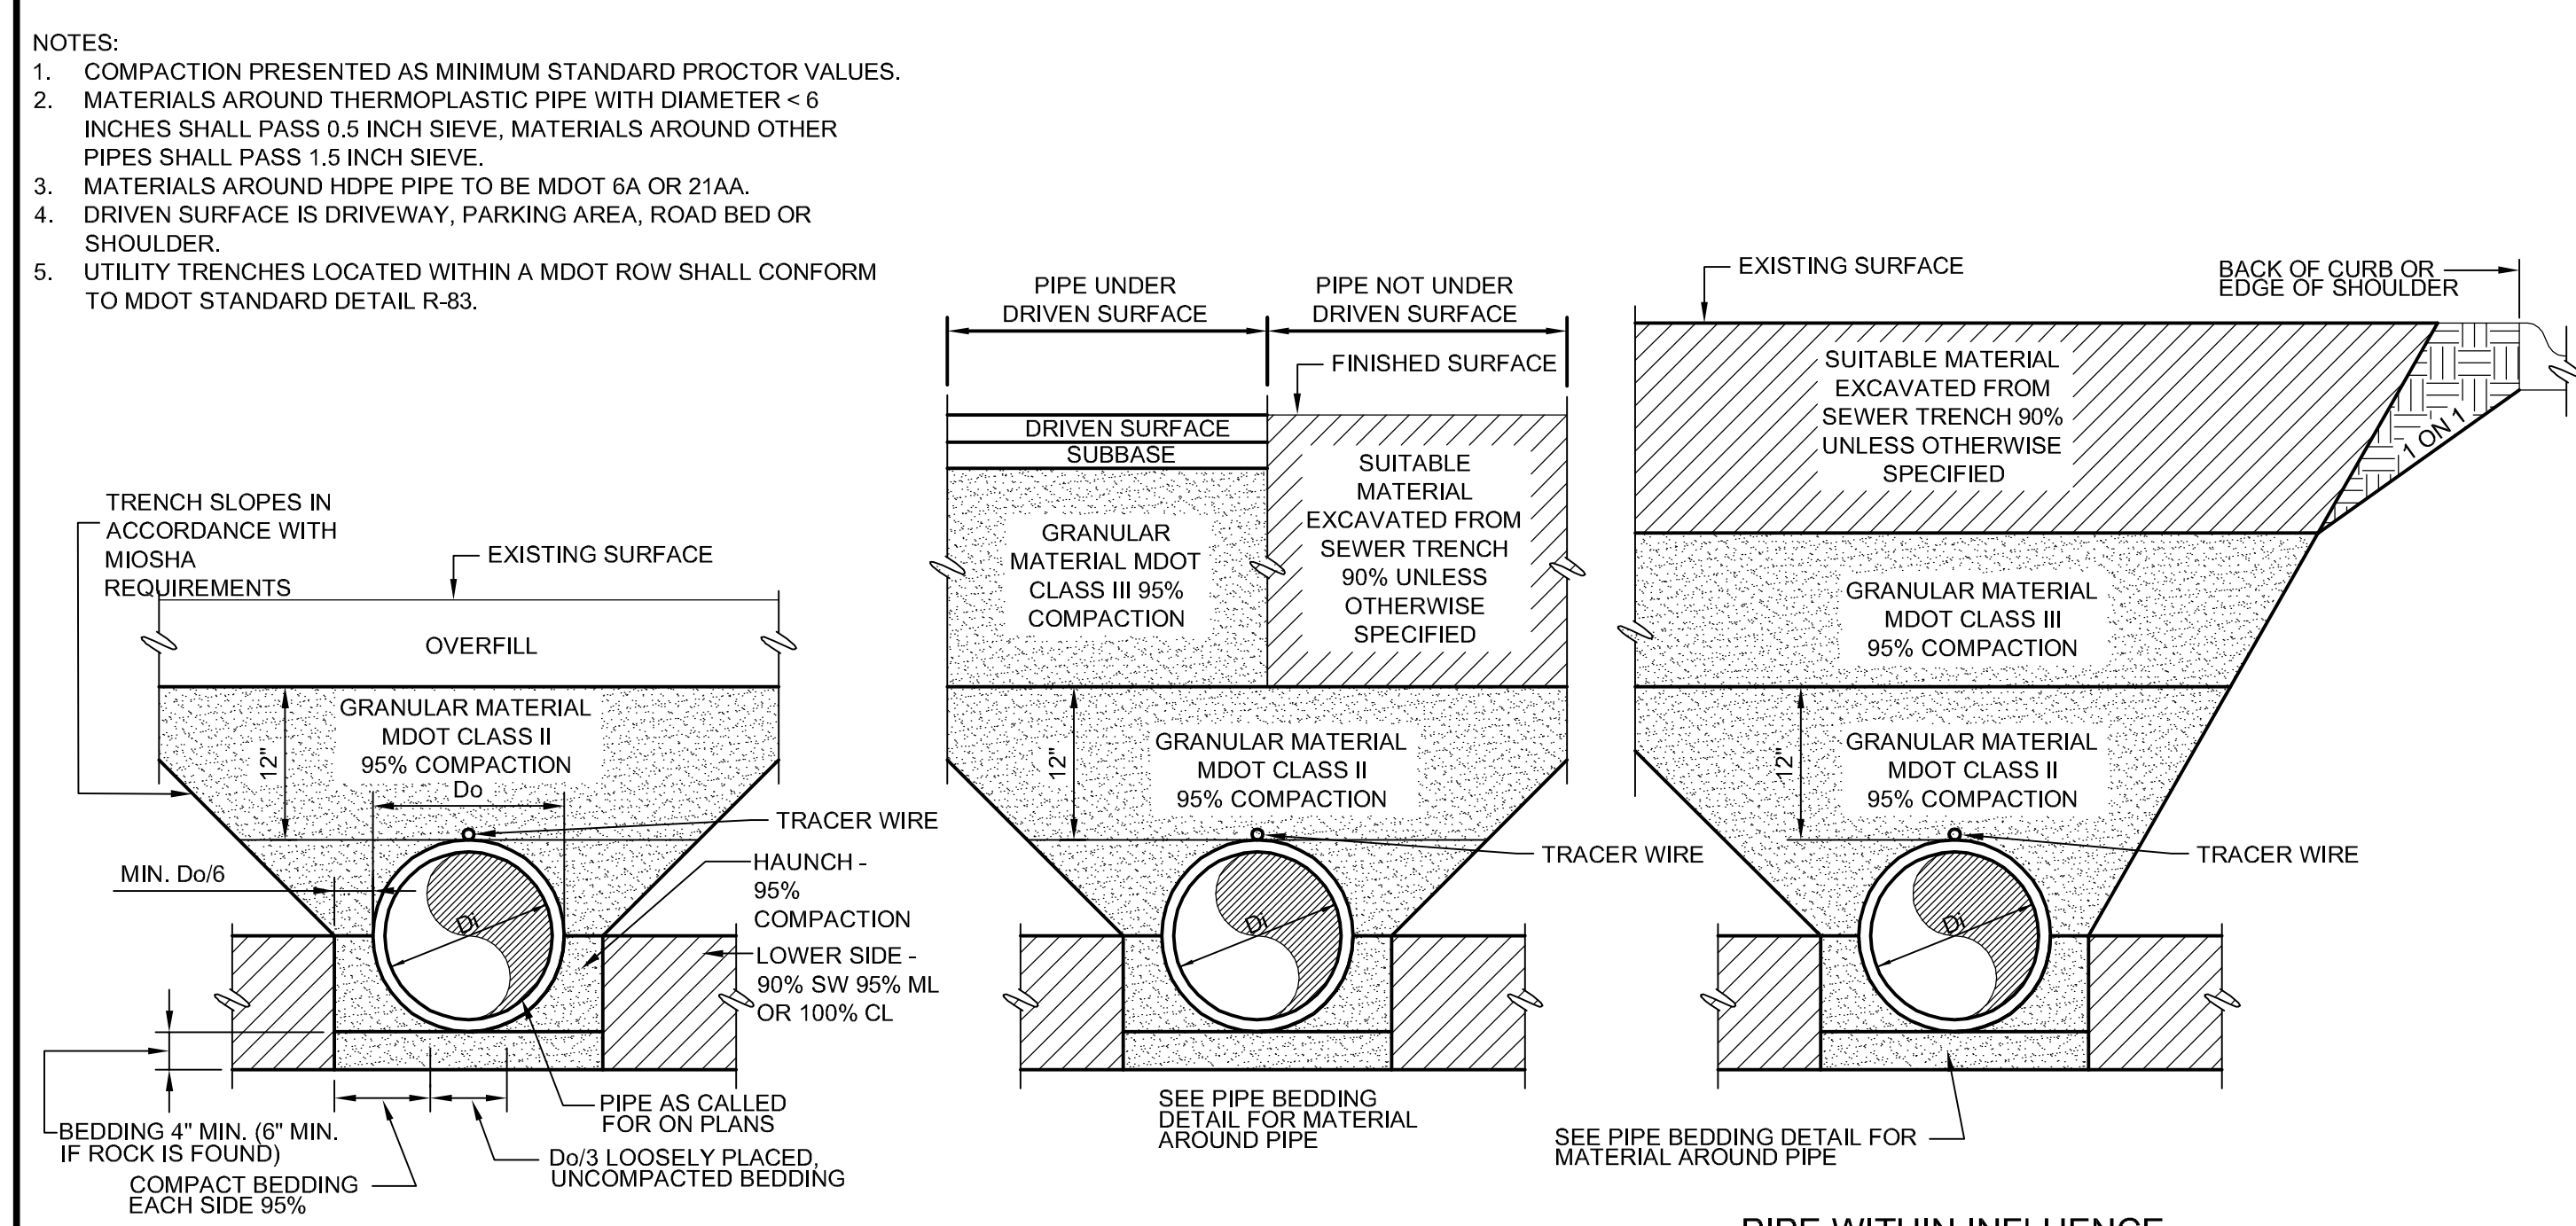 NOTES:
1. COMPACTION PRESENTED AS MINIMUM STANDARD PROCTOR VALUES.
2. MATERIALS AROUND THERMOPLASTIC PIPE WITH DIAMETER < 6
INCHES SHALL PASS 0.5 INCH SIEVE, MATERIALS AROUND OTHER
PIPES SHALL PASS 1.5 INCH SIEVE.
3. MATERIALS AROUND HDPE PIPE TO BE MDOT 6A OR 21AA.
4. DRIVEN SURFACE IS DRIVEWAY, PARKING AREA, ROAD BED OR
SHOULDER.
5. UTILITY TRENCHES LOCATED WITHIN A MDOT ROW SHALL CONFORM
TO MDOT STANDARD DETAIL R-83.
TRENCH SLOPES IN
ACCORDANCE WITH
MIOSHA
REQUIREMENTS
EXISTING SURFACE
OVERFILL
GRANULAR MATERIAL
MDOT CLASS II
95% COMPACTION
12"
Do
TRACER WIRE
MIN. Do/6
HAUNCH -
95%
COMPACTION
Di
LOWER SIDE -
90% SW 95% ML
OR 100% CL
PIPE AS CALLED
FOR ON PLANS
BEDDING 4" MIN. (6" MIN.
IF ROCK IS FOUND)
Do/3 LOOSELY PLACED,
UNCOMPACTED BEDDING
COMPACT BEDDING
EACH SIDE 95%
PIPE UNDER
DRIVEN SURFACE
PIPE NOT UNDER
DRIVEN SURFACE
FINISHED SURFACE
DRIVEN SURFACE
SUBBASE
GRANULAR
MATERIAL MDOT
CLASS III 95%
COMPACTION
SUITABLE
MATERIAL
EXCAVATED FROM
SEWER TRENCH
90% UNLESS
OTHERWISE
SPECIFIED
12"
GRANULAR MATERIAL
MDOT CLASS II
95% COMPACTION
TRACER WIRE
Di
SEE PIPE BEDDING
DETAIL FOR MATERIAL
AROUND PIPE
EXISTING SURFACE
BACK OF CURB OR
EDGE OF SHOULDER
SUITABLE MATERIAL
EXCAVATED FROM
SEWER TRENCH 90%
UNLESS OTHERWISE
SPECIFIED
1 ON 1
GRANULAR MATERIAL
MDOT CLASS III
95% COMPACTION
12"
GRANULAR MATERIAL
MDOT CLASS II
95% COMPACTION
TRACER WIRE
Di
SEE PIPE BEDDING DETAIL FOR
MATERIAL AROUND PIPE
PIPE WITHIN INFLUENCE